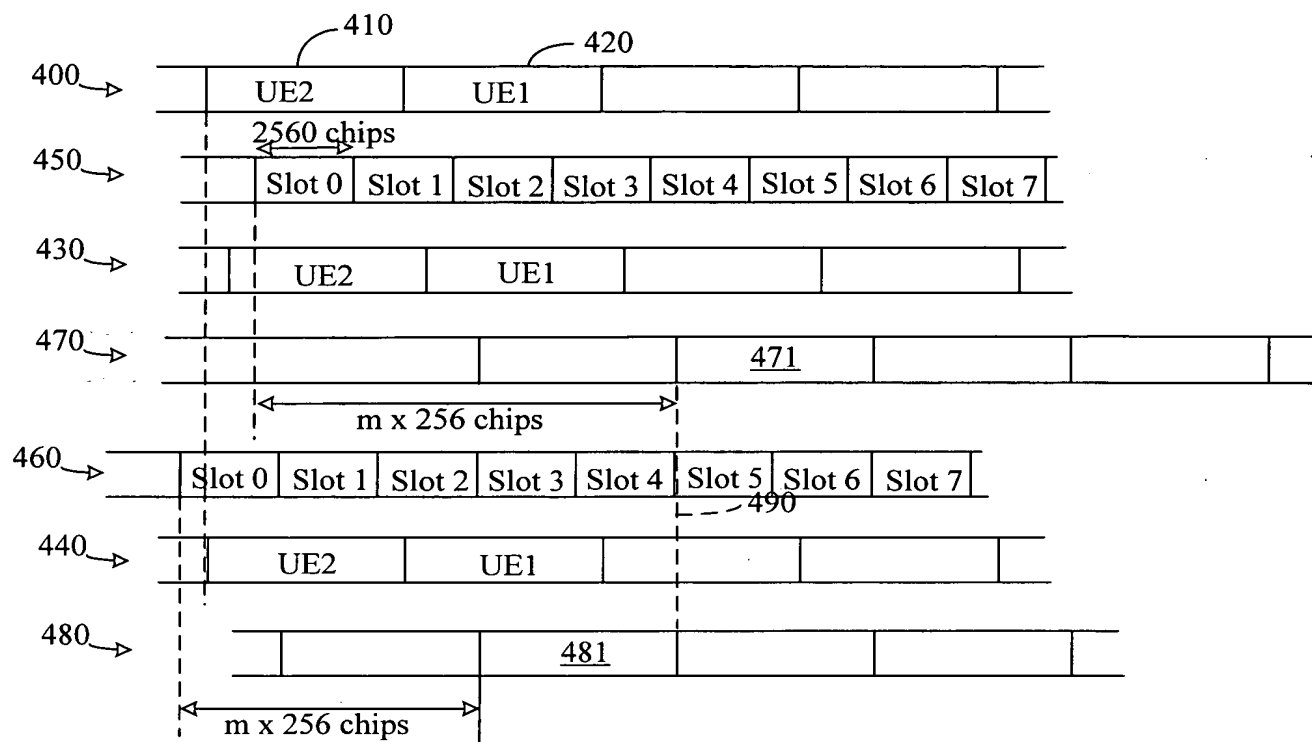 410
420
400
UE2 UE1
2560 chips
450
Slot 0 Slot 1 Slot 2 Slot 3 Slot 4 Slot 5 Slot 6 Slot 7
430
UE2 UE1
470
471
m x 256 chips
460
Slot 0 Slot 1 Slot 2 Slot 3 Slot 4 Slot 5 Slot 6 Slot 7
490
440
UE2 UE1
480
481
m x 256 chips